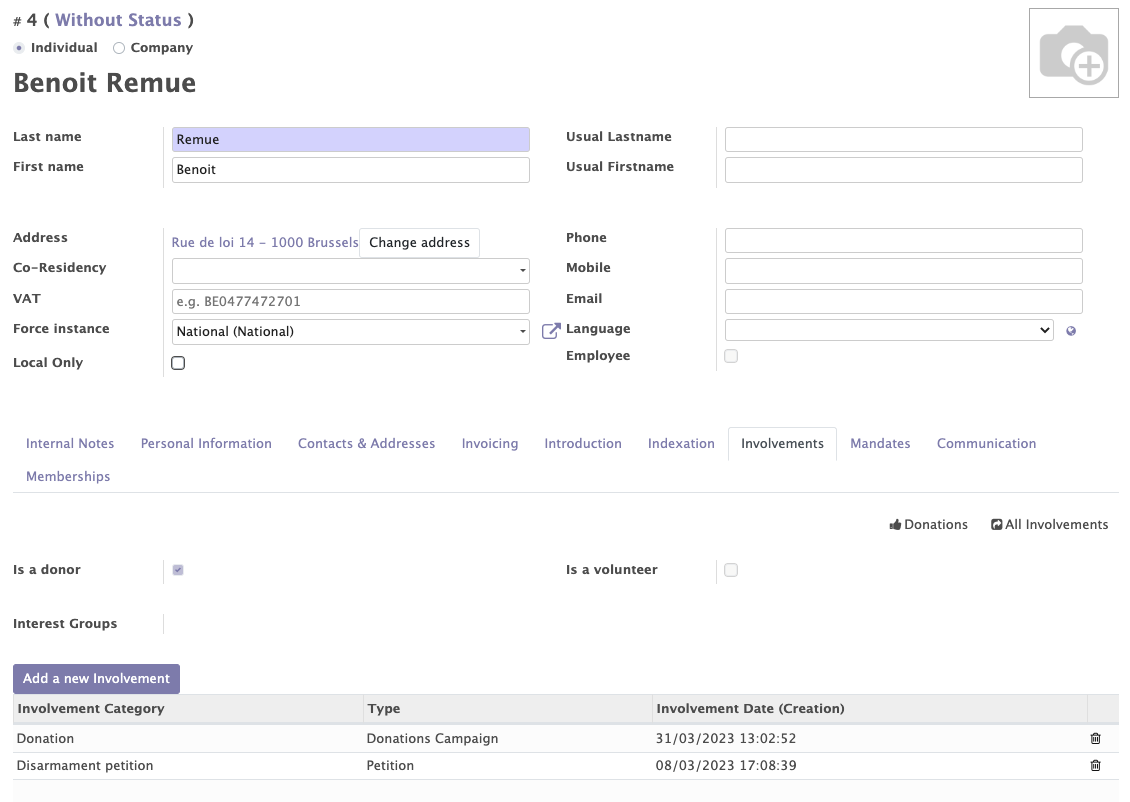 # 4 ( Without Status )
Individual Company
Benoit Remue
Last name Remue Usual Lastname
First name Benoit Usual Firstname
Address Rue de loi 14 - 1000 Brussels Change address Phone
Co-Residency Mobile
VAT e.g. BE0477472701 Email
Force instance National (National) Language
Local Only Employee
Internal Notes Personal Information Contacts & Addresses Invoicing Introduction Indexation Involvements Mandates Communication
Memberships
Donations All Involvements
Is a donor Is a volunteer
Interest Groups
Add a new Involvement
Involvement Category Type Involvement Date (Creation)
Donation Donations Campaign 31/03/2023 13:02:52
Disarmament petition Petition 08/03/2023 17:08:39